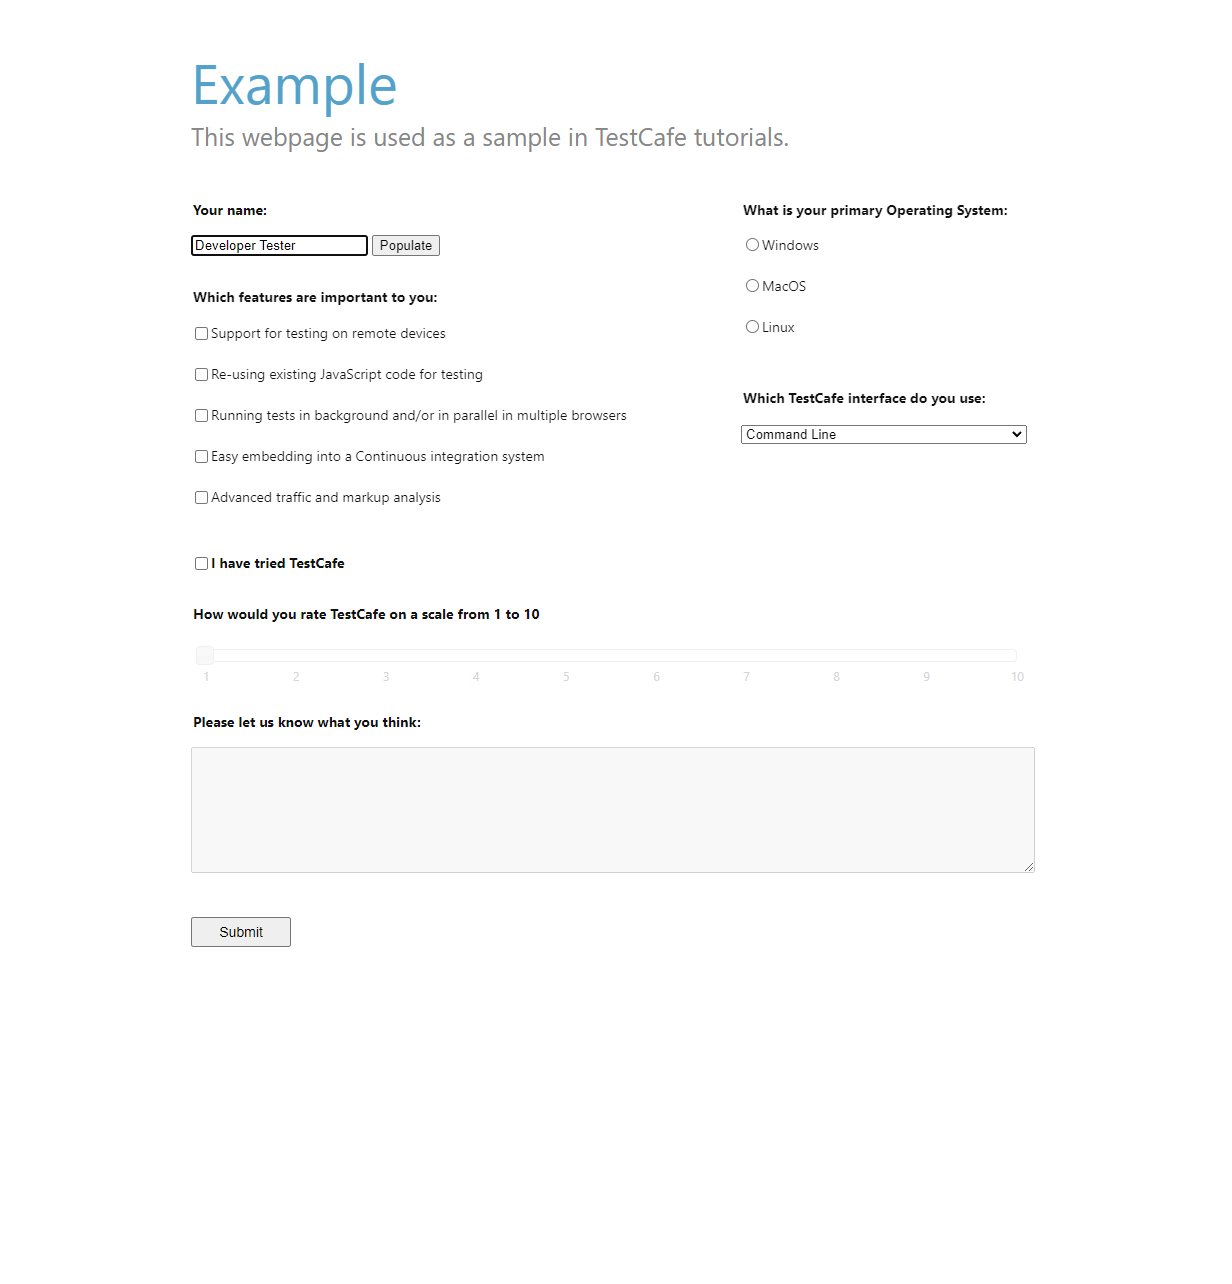 Example
This webpage is used as a sample in TestCafe tutorials.
Your name:
Developer Tester
Populate
Which features are important to you:
Support for testing on remote devices
Re-using existing JavaScript code for testing
Running tests in background and/or in parallel in multiple browsers
Easy embedding into a Continuous integration system
Advanced traffic and markup analysis
What is your primary Operating System:
Windows
MacOS
Linux
Which TestCafe interface do you use:
Command Line
I have tried TestCafe
How would you rate TestCafe on a scale from 1 to 10
1 2 3 4 5 6 7 8 9 10
Please let us know what you think:
Submit